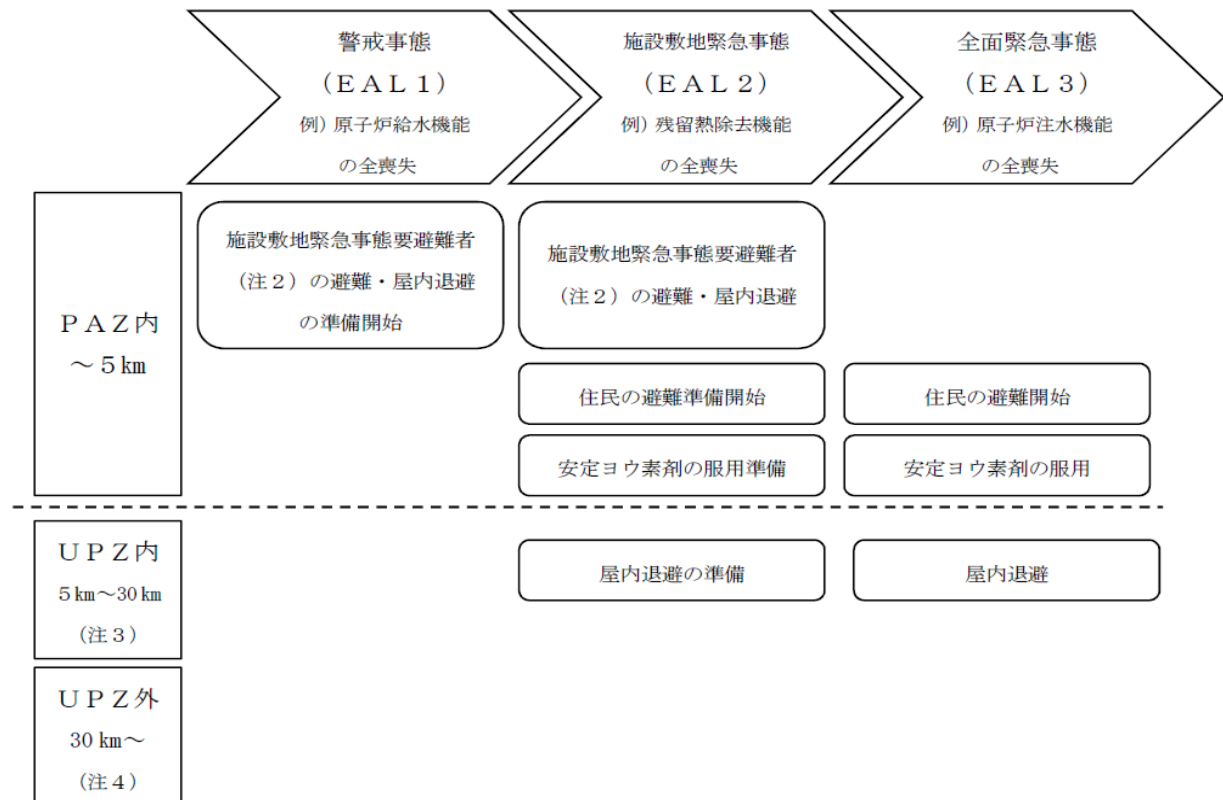 警戒事態
(ＥＡＬ１)
例）原子炉給水機能
の全喪失
施設敷地緊急事態
(ＥＡＬ２)
例）残留熱除去機能
の全喪失
全面緊急事態
(ＥＡＬ３)
例）原子炉注水機能
の全喪失
ＰＡＺ内
～５㎞
施設敷地緊急事態要避難者
（注２）の避難・屋内退避
の準備開始
施設敷地緊急事態要避難者
（注２）の避難・屋内退避
住民の避難準備開始
住民の避難開始
安定ヨウ素剤の服用準備
安定ヨウ素剤の服用
ＵＰＺ内
５㎞～30㎞
（注３）
屋内退避の準備
屋内退避
ＵＰＺ外
30㎞～
（注４）